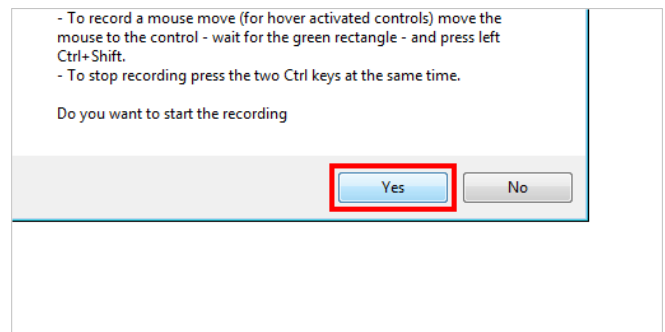 - To record a mouse move (for hover activated controls) move the
mouse to the control - wait for the green rectangle - and press left
Ctrl+Shift.
- To stop recording press the two Ctrl keys at the same time.
Do you want to start the recording
Yes No